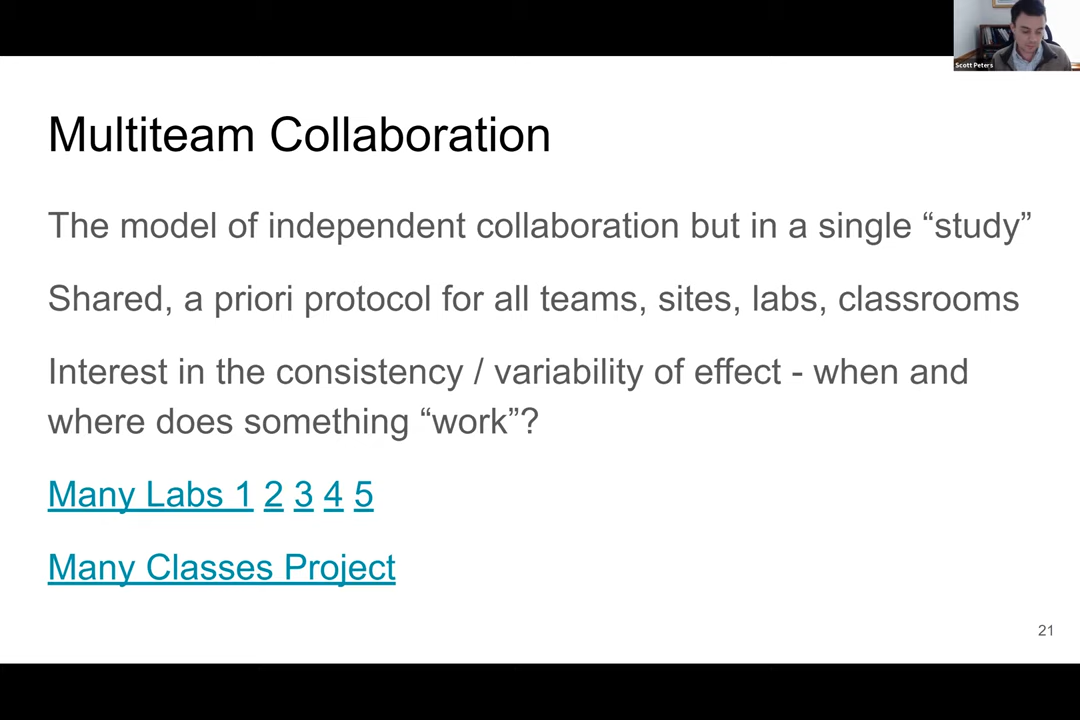 Scott Peters
Multiteam Collaboration
The model of independent collaboration but in a single “study”
Shared, a priori protocol for all teams, sites, labs, classrooms
Interest in the consistency / variability of effect - when and
where does something “work”?
Many Labs 1 2 3 4 5
Many Classes Project
21